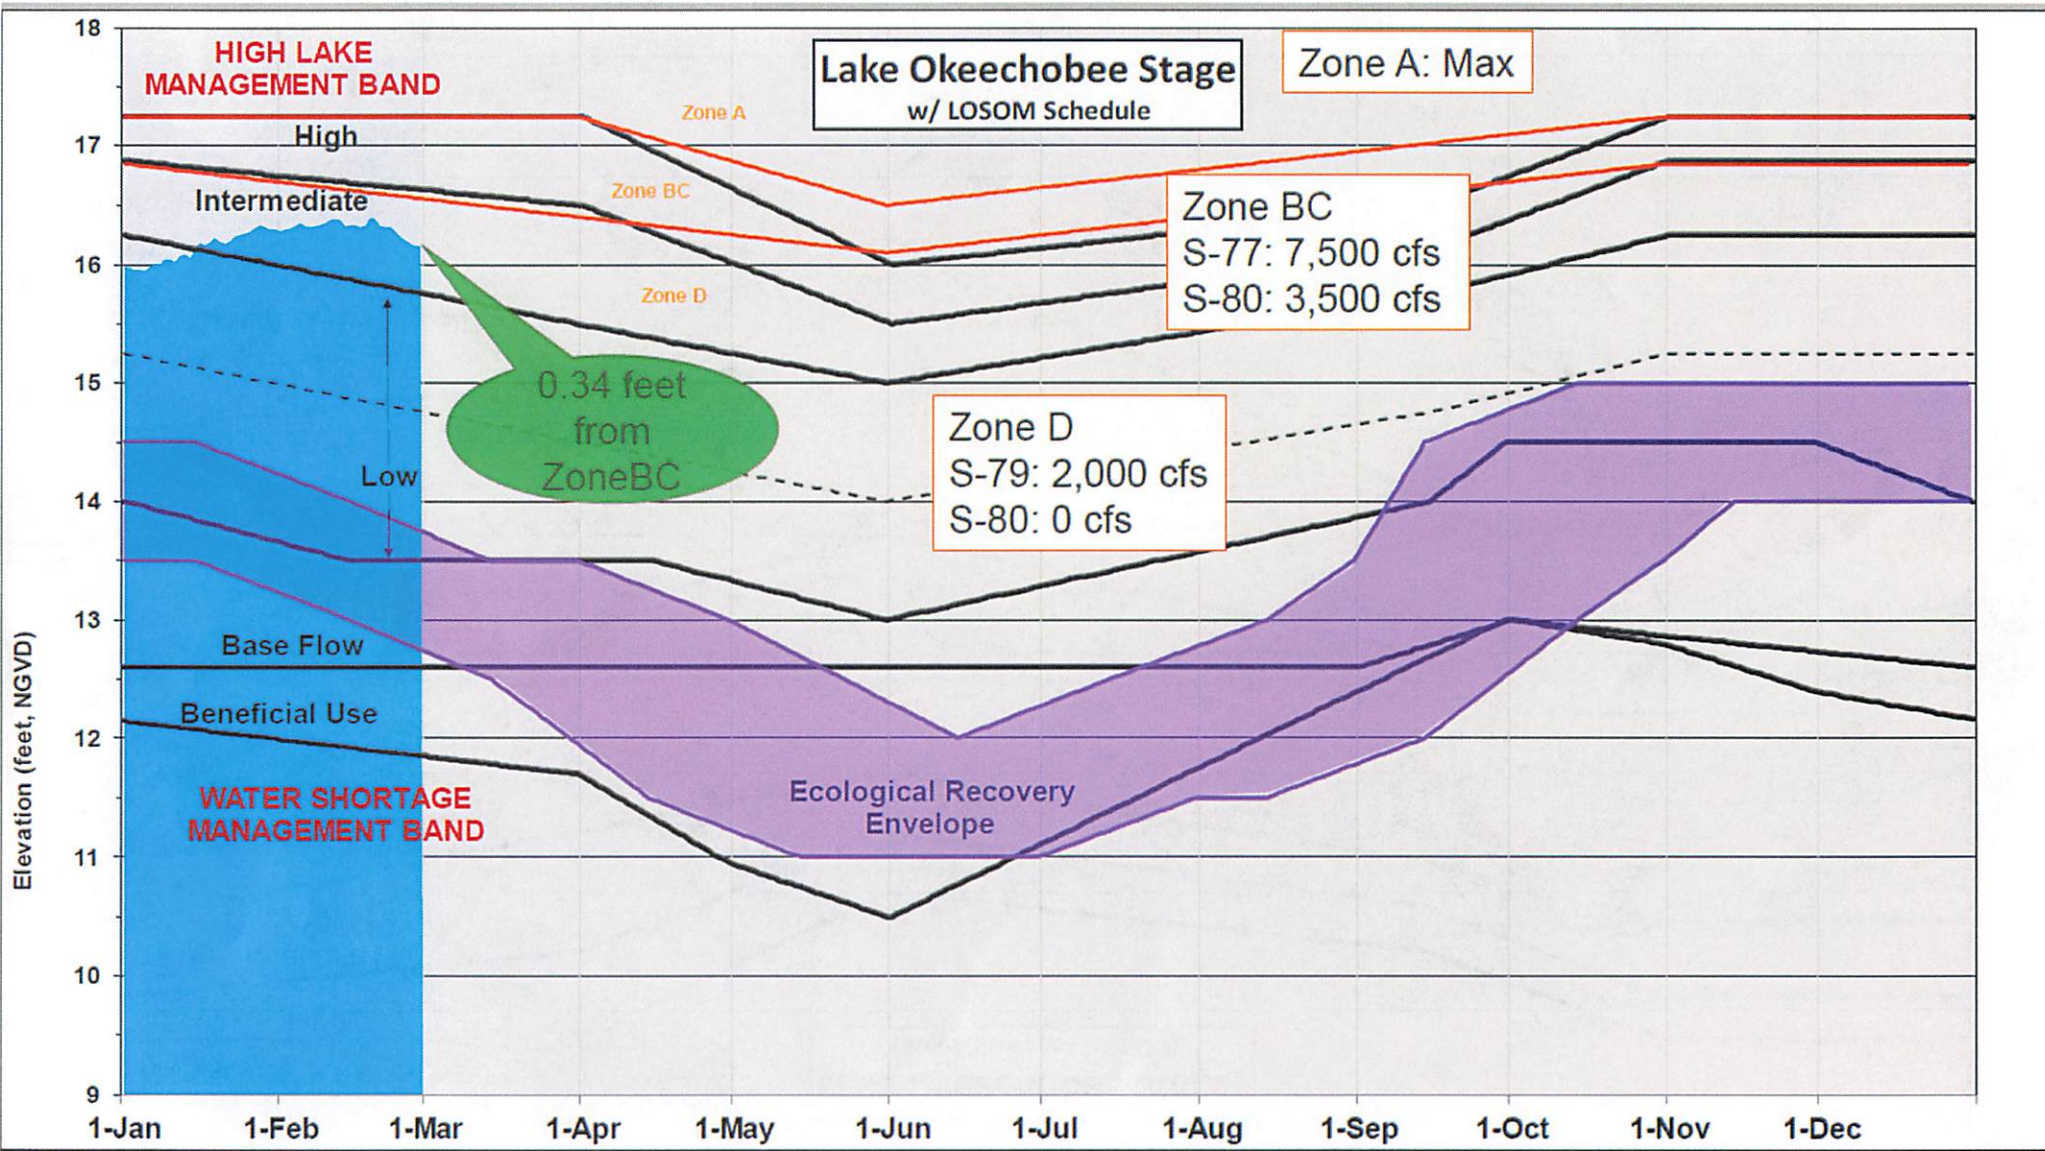 HIGH LAKE
MANAGEMENT BAND
Lake Okeechobee Stage
w/ LOSOM Schedule
Zone A: Max
Zone A
High
Zone BC
Intermediate
Zone BC
S-77: 7,500 cfs
S-80: 3,500 cfs
Zone D
0.34 feet
from
ZoneBC
Zone D
S-79: 2,000 cfs
S-80: 0 cfs
Low
Base Flow
Beneficial Use
WATER SHORTAGE
MANAGEMENT BAND
Ecological Recovery
Envelope
Elevation (feet, NGVD)
18
17
16
15
14
13
12
11
10
9
1-Jan 1-Feb 1-Mar 1-Apr 1-May 1-Jun 1-Jul 1-Aug 1-Sep 1-Oct 1-Nov 1-Dec